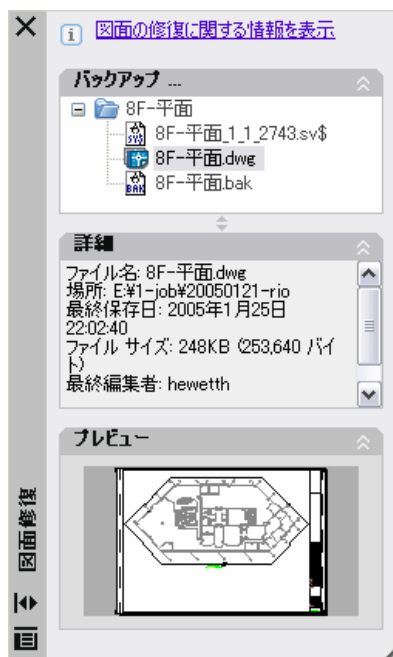 図面の修復に関する情報を表示
バックアップ ...
8F-平面
8F-平面_1_1_2743.sv$
8F-平面.dwg
8F-平面.bak
詳細
ファイル名: 8F-平面.dwg
場所: E:¥1-job¥20050121-rio
最終保存日: 2005年1月25日
22:02:40
ファイル サイズ: 248KB (253,640 バイ
ト)
最終編集者: hewetth
プレビュー
図面修復